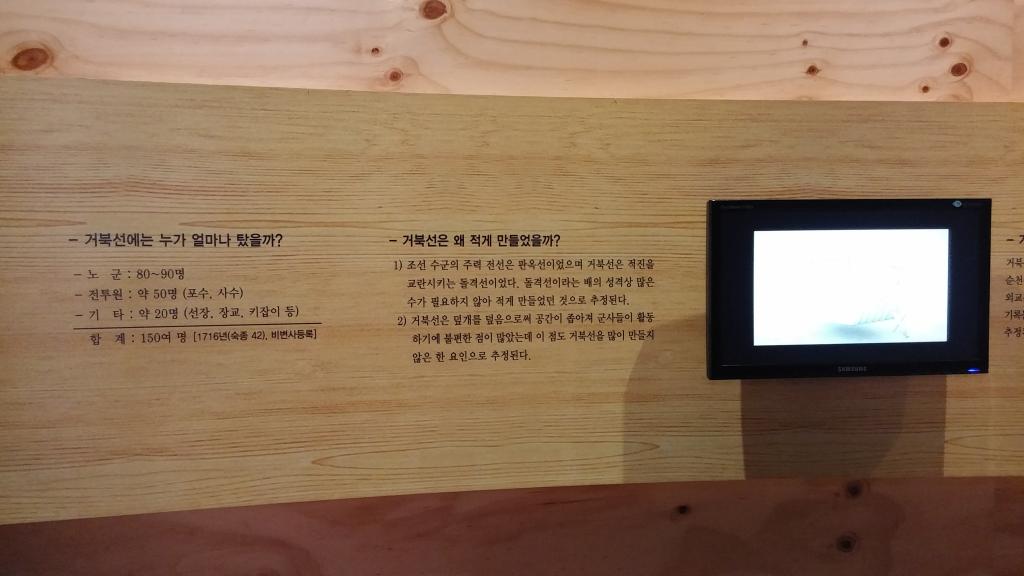 - 거북선에는 누가 얼마나 탔을까?
- 노 군 : 80~90명
- 전투원 : 약 50명 (포수, 사수)
- 기 타 : 약 20명 (선장, 장교, 키잡이 등)
합 계 : 150여 명 [1716년(숙종 42), 비변사등록]
- 거북선은 왜 적게 만들었을까?
1) 조선 수군의 주력 전선은 판옥선이었으며 거북선은 적진을
교란시키는 돌격선이었다. 돌격선이라는 배의 성격상 많은
수가 필요하지 않아 적게 만들었던 것으로 추정된다.
2) 거북선은 덮개를 덮음으로써 공간이 좁아져 군사들이 활동
하기에 불편한 점이 많았는데 이 점도 거북선을 많이 만들지
않은 한 요인으로 추정된다.
SAMSUNG
거북
순천
외교
기록
추정